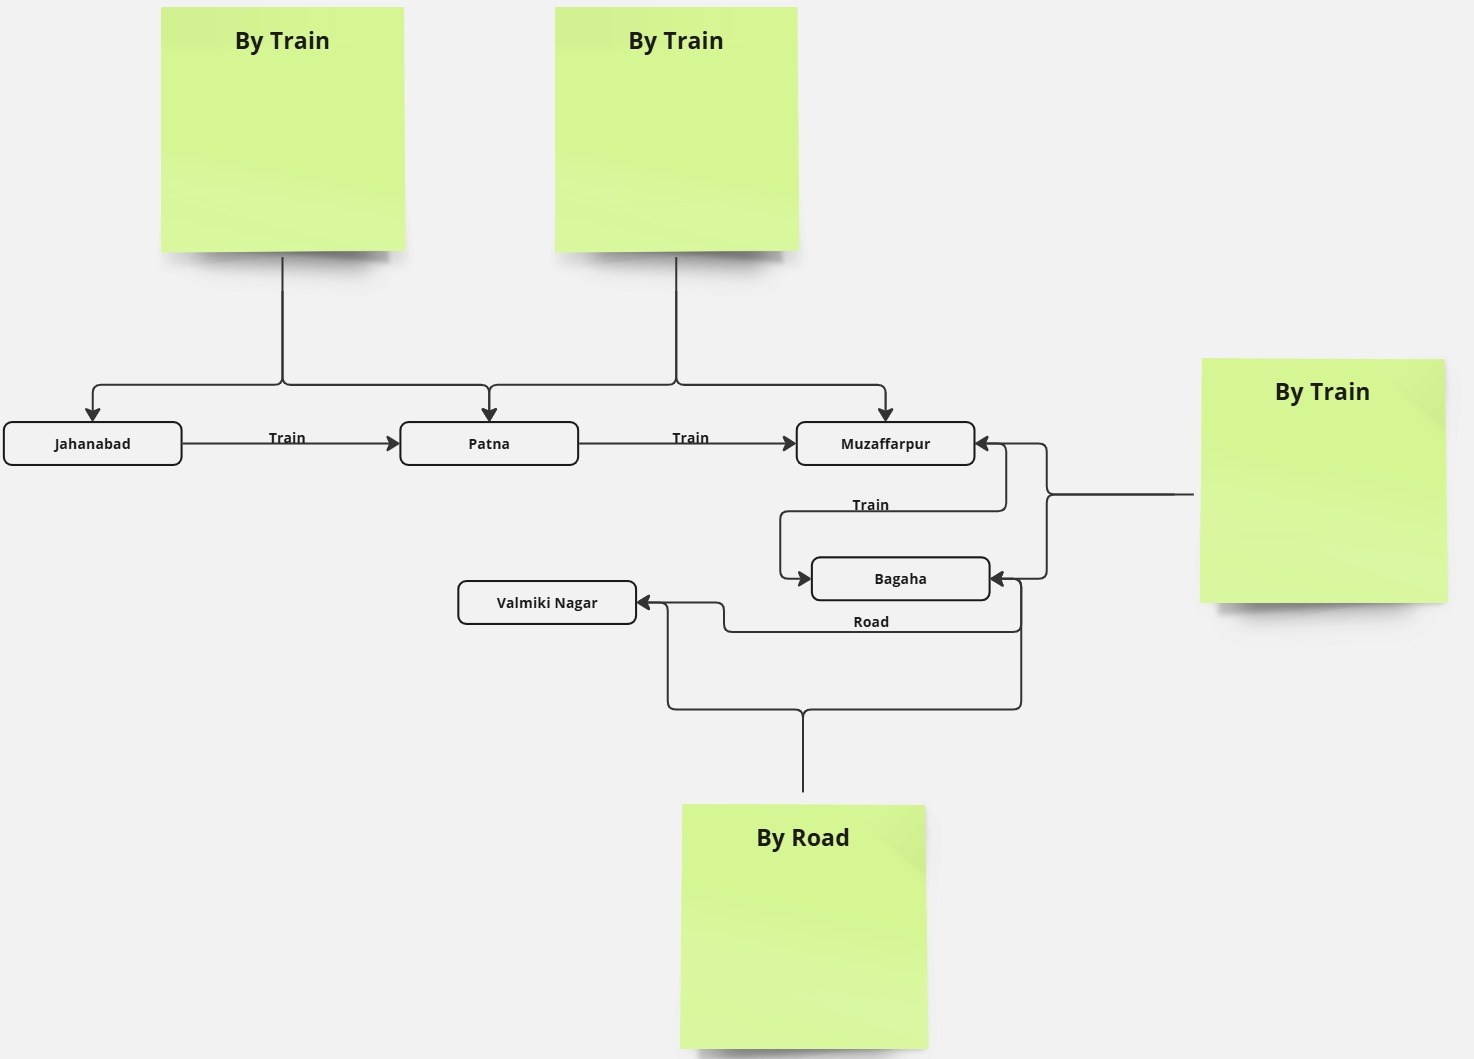 By Train
By Train
By Train
Jahanabad
Train
Patna
Train
Muzaffarpur
Train
Bagaha
Valmiki Nagar
Road
By Road